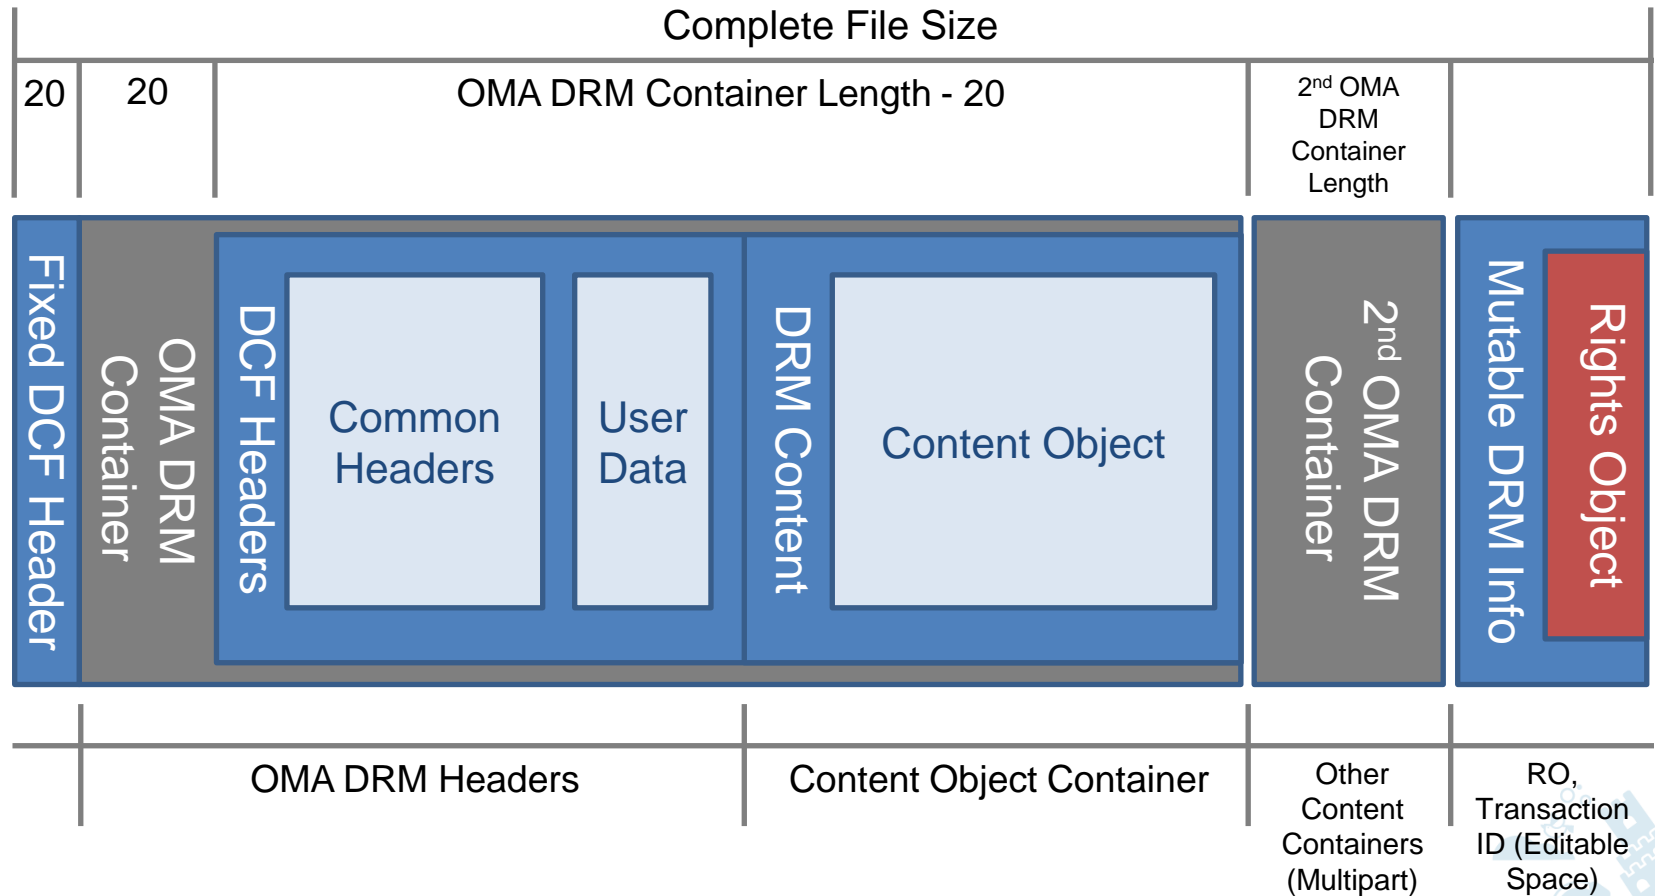 Complete File Size
20
20
OMA DRM Container Length - 20
2nd OMA
DRM
Container
Length
Fixed DCF Header
OMA DRM
Container
DCF Headers
Common
Headers
User
Data
DRM Content
Content Object
2nd OMA DRM
Container
Mutable DRM Info
Rights Object
OMA DRM Headers
Content Object Container
Other
Content
Containers
(Multipart)
RO,
Transaction
ID (Editable
Space)